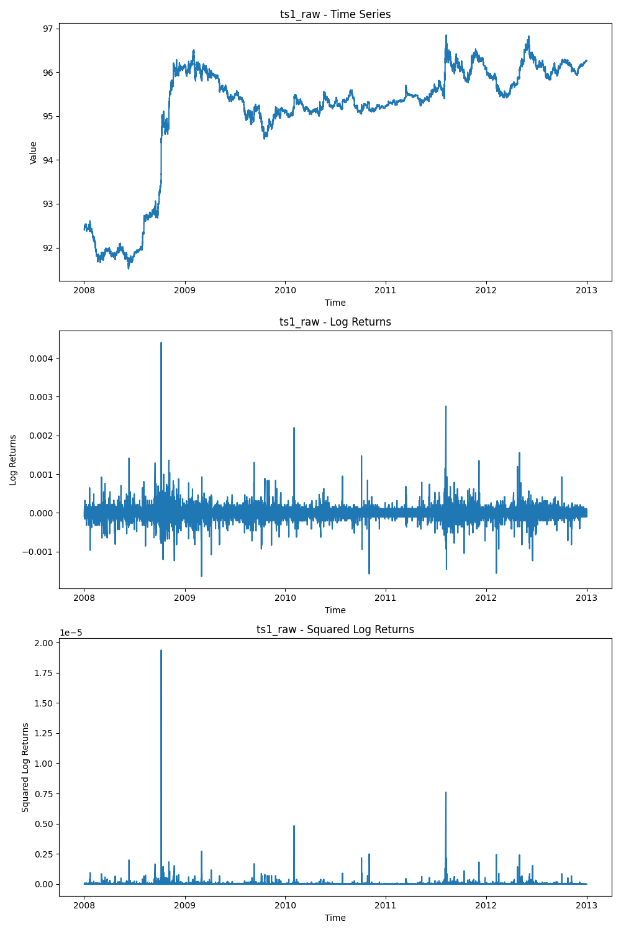 ts1_raw - Time Series
97
96
95
94
93
92
Value
2008 2009 2010 2011 2012 2013
Time
ts1_raw - Log Returns
0.004
0.003
0.002
0.001
0.000
−0.001
Log Returns
2008 2009 2010 2011 2012 2013
Time
ts1_raw - Squared Log Returns
1e−5
2.00
1.75
1.50
1.25
1.00
0.75
0.50
0.25
0.00
Squared Log Returns
2008 2009 2010 2011 2012 2013
Time